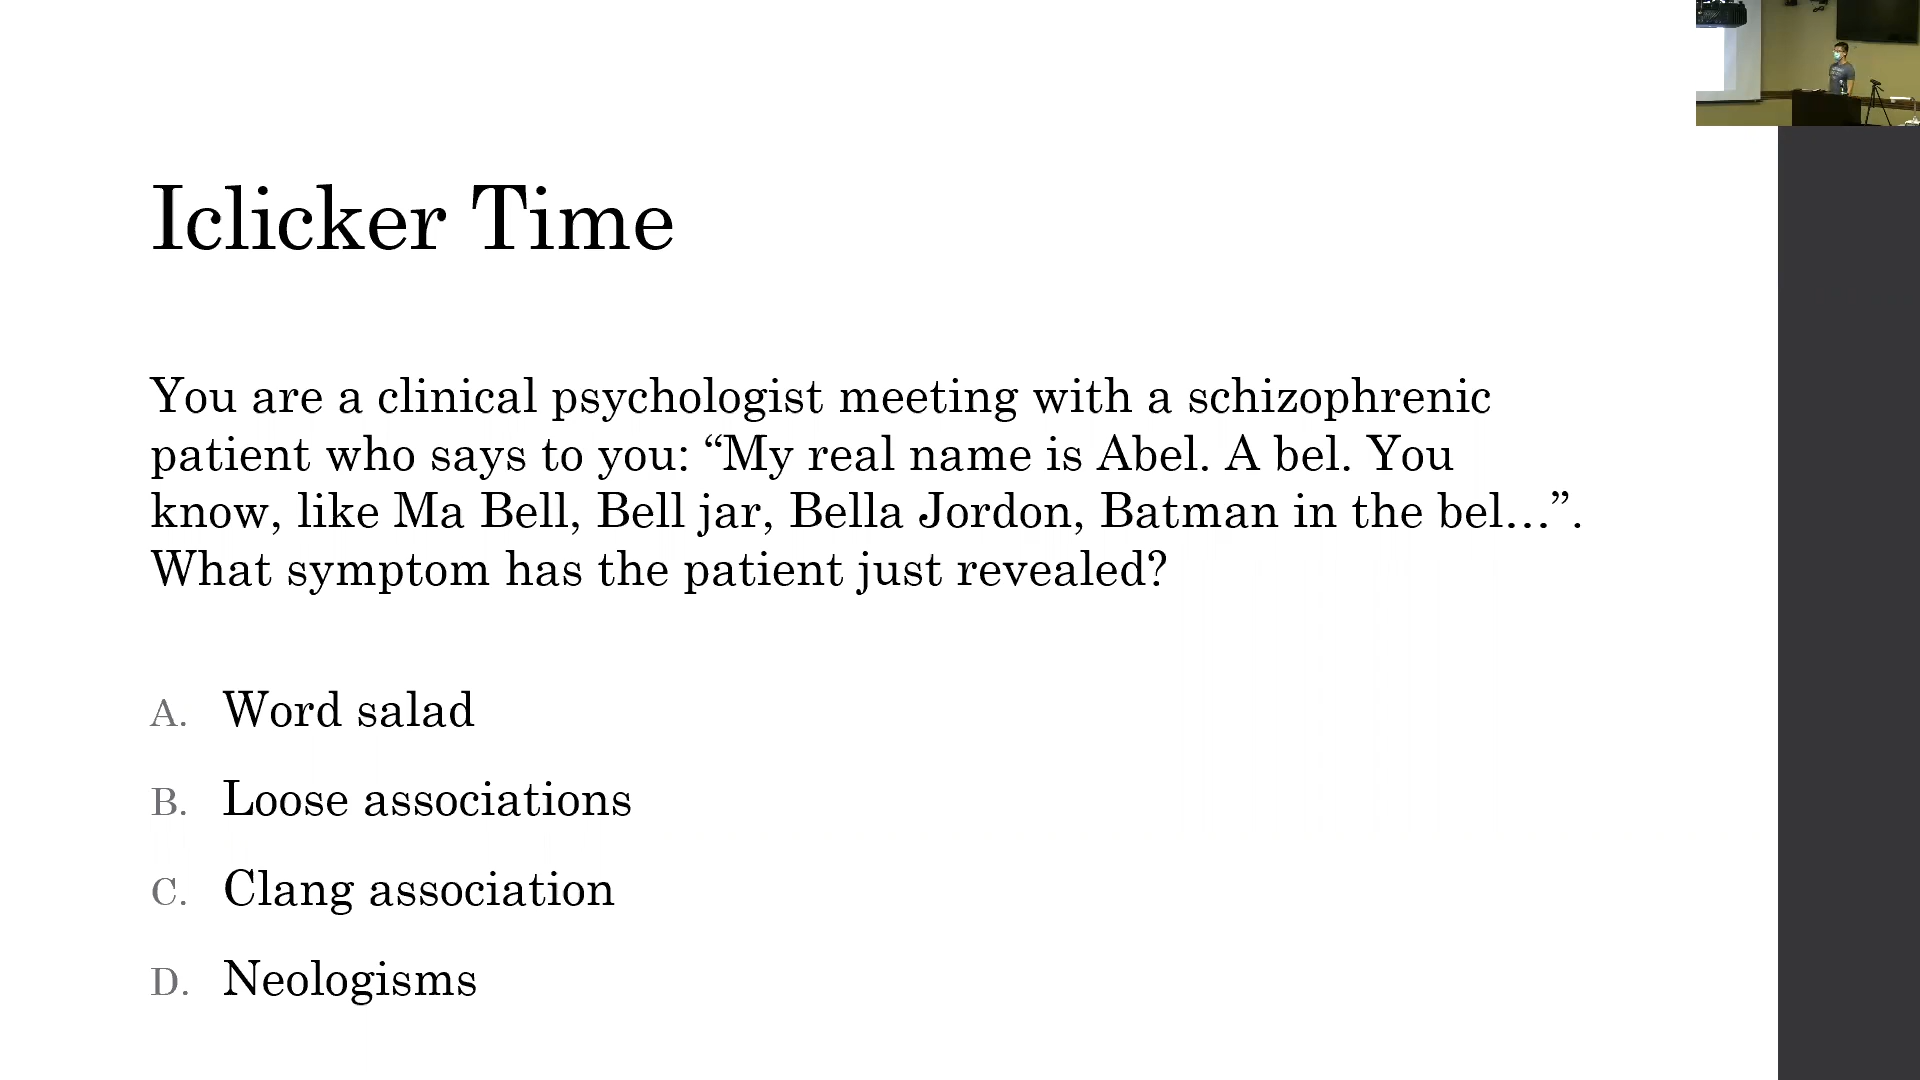 Iclicker Time
You are a clinical psychologist meeting with a schizophrenic
patient who says to you: “My real name is Abel. A bel. You
know, like Ma Bell, Bell jar, Bella Jordon, Batman in the bel…”.
What symptom has the patient just revealed?
A. Word salad
B. Loose associations
C. Clang association
D. Neologisms